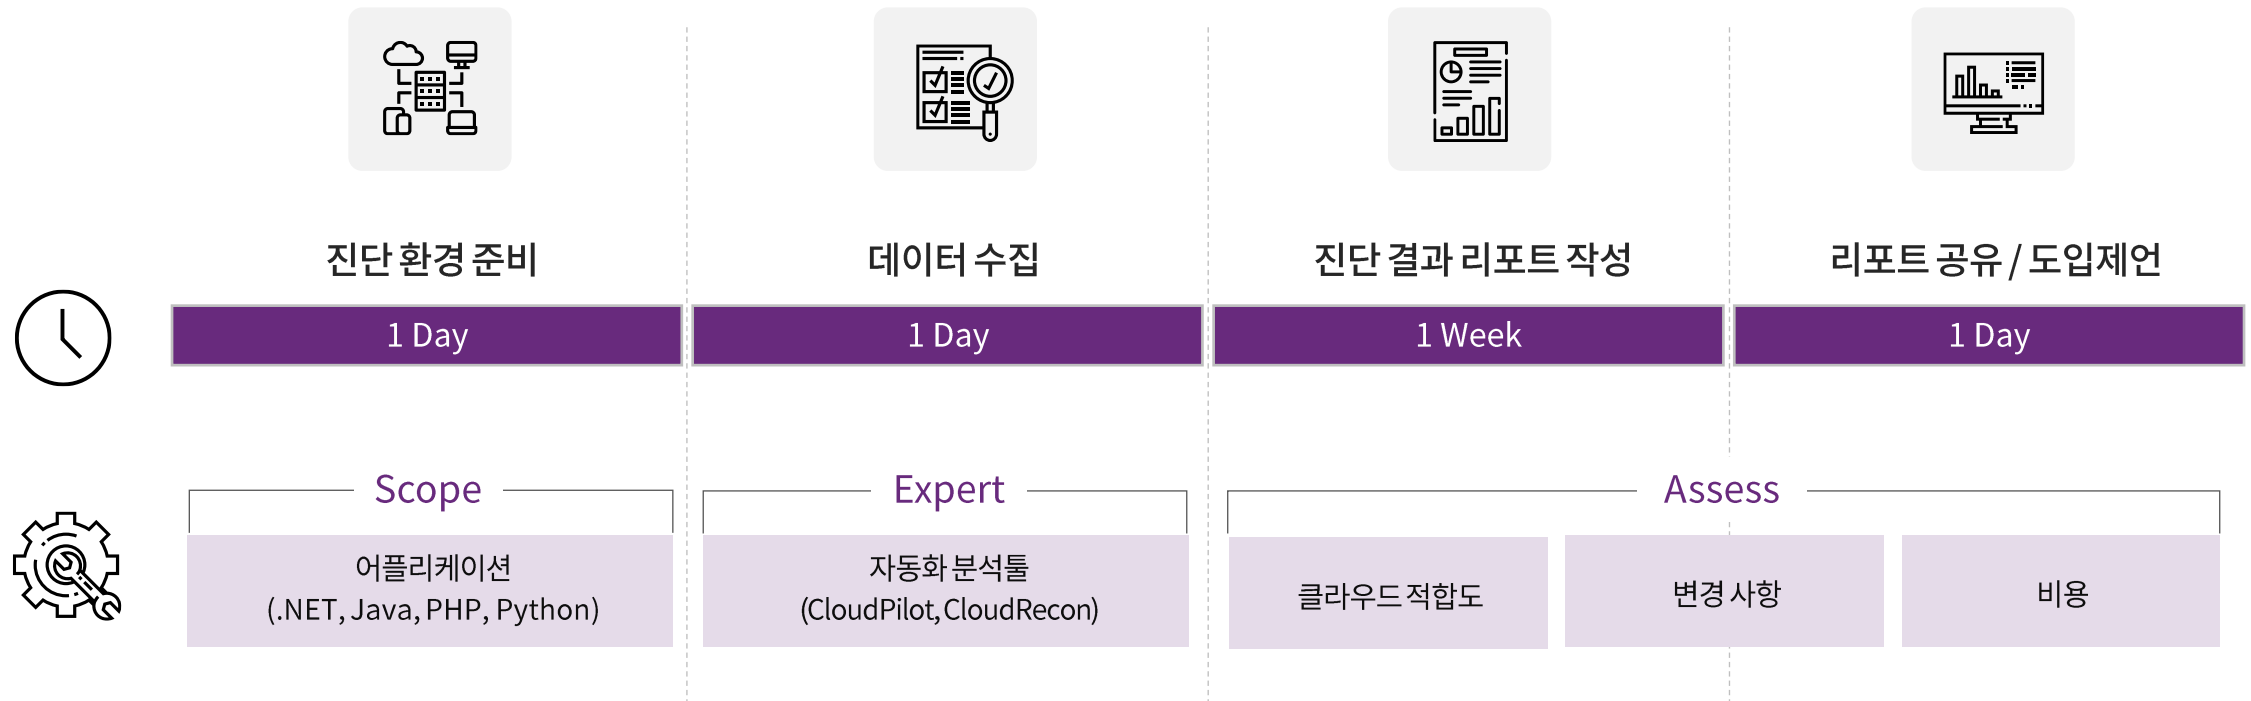 진단 환경 준비
데이터 수집
진단 결과 리포트 작성
리포트 공유 / 도입제언
1 Day
1 Day
1 Week
1 Day
Scope
Expert
Assess
어플리케이션
(.NET, Java, PHP, Python)
자동화 분석툴
(CloudPilot, CloudRecon)
클라우드 적합도
변경 사항
비용